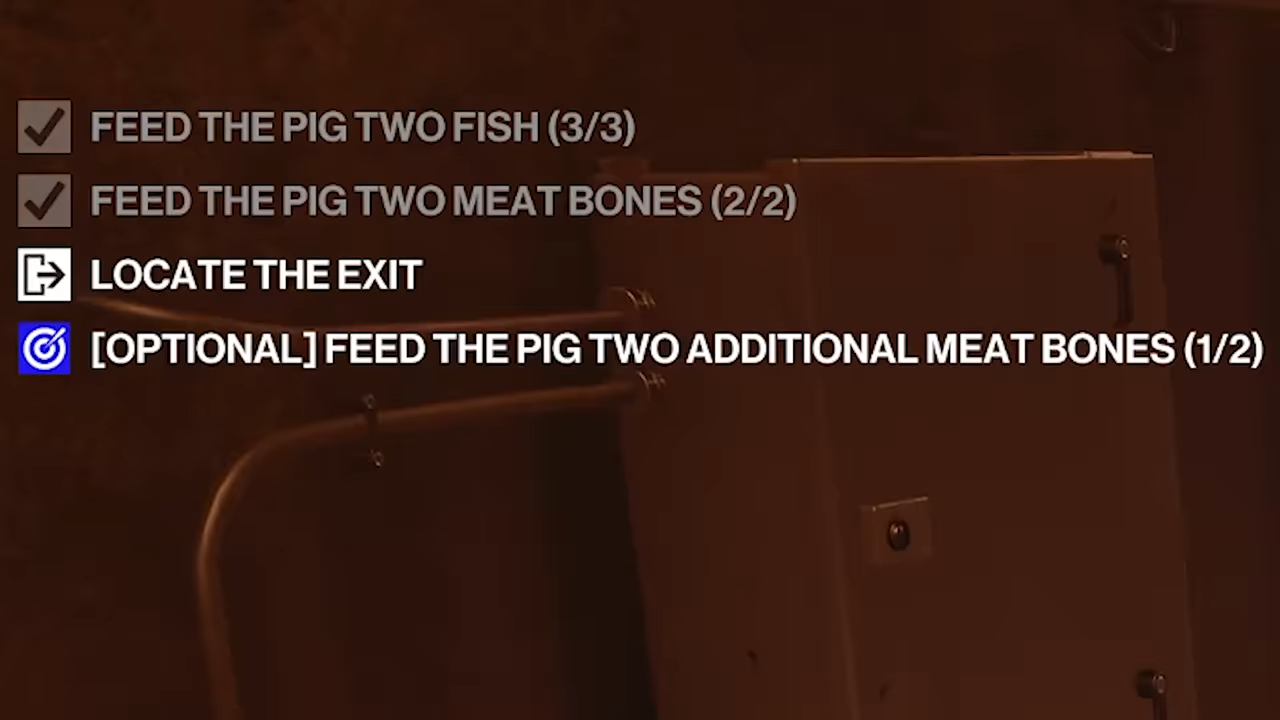 FEED THE PIG TWO FISH (3/3)
FEED THE PIG TWO MEAT BONES (2/2)
LOCATE THE EXIT
[OPTIONAL] FEED THE PIG TWO ADDITIONAL MEAT BONES (1/2)